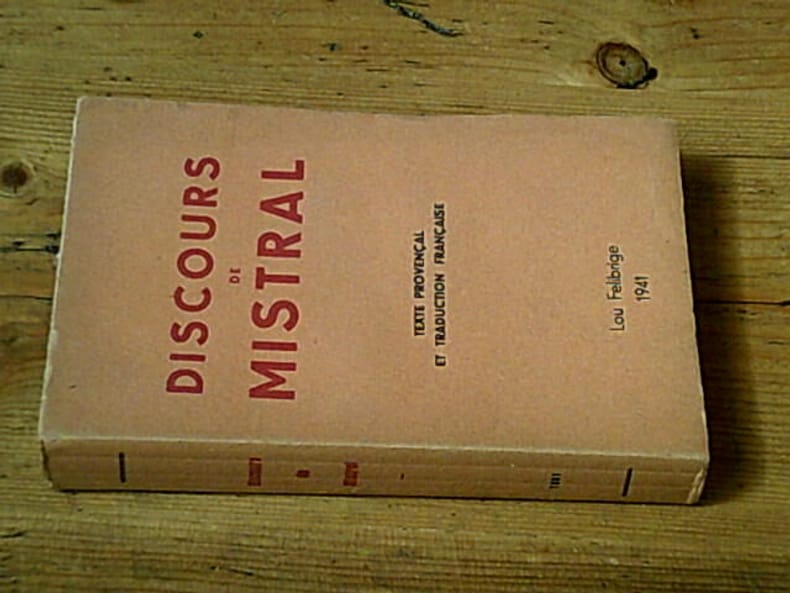 DISCOURS
DE
MISTRAL
TEXTE PROVENÇAL
ET TRADUCTION FRANÇAISE
Lou Felibrige
1941